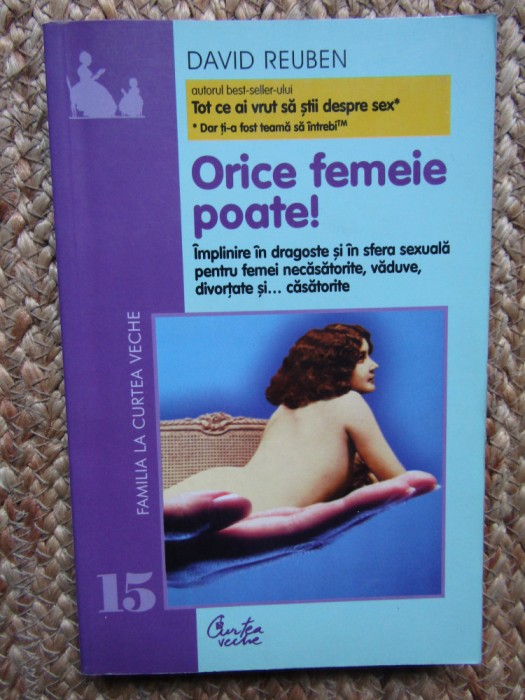 DAVID REUBEN
autorul best-seller-ului
Tot ce ai vrut să știi despre sex*
* Dar ți-a fost teamă să întrebi™
Orice femeie
poate!
Împlinire în dragoste și în sfera sexuală
pentru femei necăsătorite, văduve,
divorțate și... căsătorite
FAMILIA LA CURTEA VECHE
15
Curtea
veche